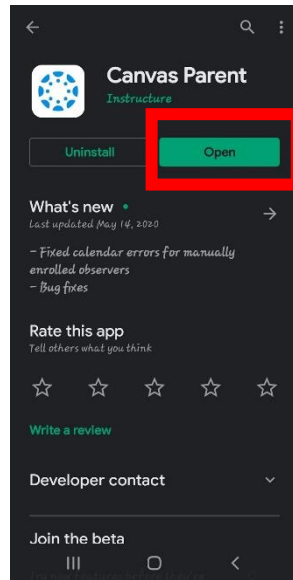 Canvas Parent
Instructure
Uninstall
Open
What's new
Last updated May 14, 2020
– Fixed calendar errors for manually
enrolled observers
– Bug fixes
Rate this app
Tell others what you think
Write a review
Developer contact
Join the beta